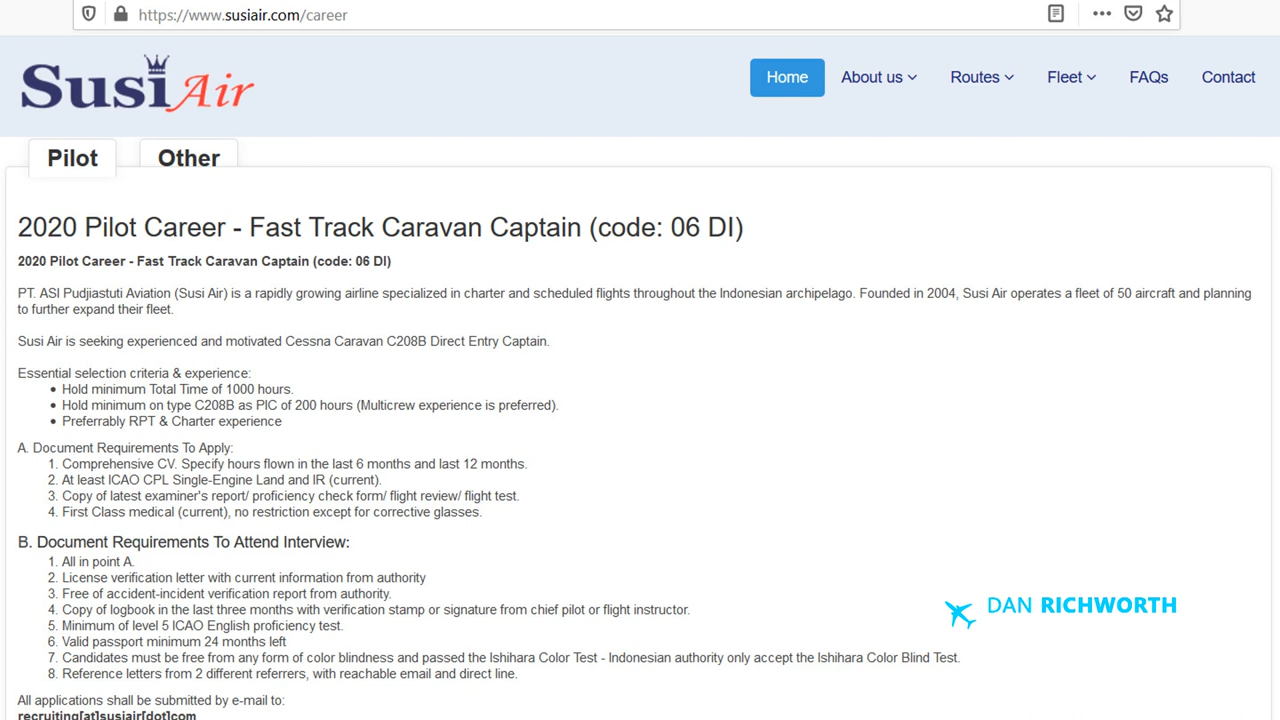 https://www.susiair.com/career
Susi Air
Home About us Routes Fleet FAQs Contact
Pilot Other
2020 Pilot Career - Fast Track Caravan Captain (code: 06 DI)
2020 Pilot Career - Fast Track Caravan Captain (code: 06 DI)
PT. ASI Pudjiastuti Aviation (Susi Air) is a rapidly growing airline specialized in charter and scheduled flights throughout the Indonesian archipelago. Founded in 2004, Susi Air operates a fleet of 50 aircraft and planning
to further expand their fleet.
Susi Air is seeking experienced and motivated Cessna Caravan C208B Direct Entry Captain.
Essential selection criteria & experience:
• Hold minimum Total Time of 1000 hours.
• Hold minimum on type C208B as PIC of 200 hours (Multicrew experience is preferred).
• Preferrably RPT & Charter experience
A. Document Requirements To Apply:
1. Comprehensive CV. Specify hours flown in the last 6 months and last 12 months.
2. At least ICAO CPL Single-Engine Land and IR (current).
3. Copy of latest examiner's report/ proficiency check form/ flight review/ flight test.
4. First Class medical (current), no restriction except for corrective glasses.
B. Document Requirements To Attend Interview:
1. All in point A.
2. License verification letter with current information from authority
3. Free of accident-incident verification report from authority.
4. Copy of logbook in the last three months with verification stamp or signature from chief pilot or flight instructor.
5. Minimum of level 5 ICAO English proficiency test.
6. Valid passport minimum 24 months left
7. Candidates must be free from any form of color blindness and passed the Ishihara Color Test - Indonesian authority only accept the Ishihara Color Blind Test.
8. Reference letters from 2 different referrers, with reachable email and direct line.
DAN RICHWORTH
All applications shall be submitted by e-mail to:
recruiting[at]susiair[dot]com